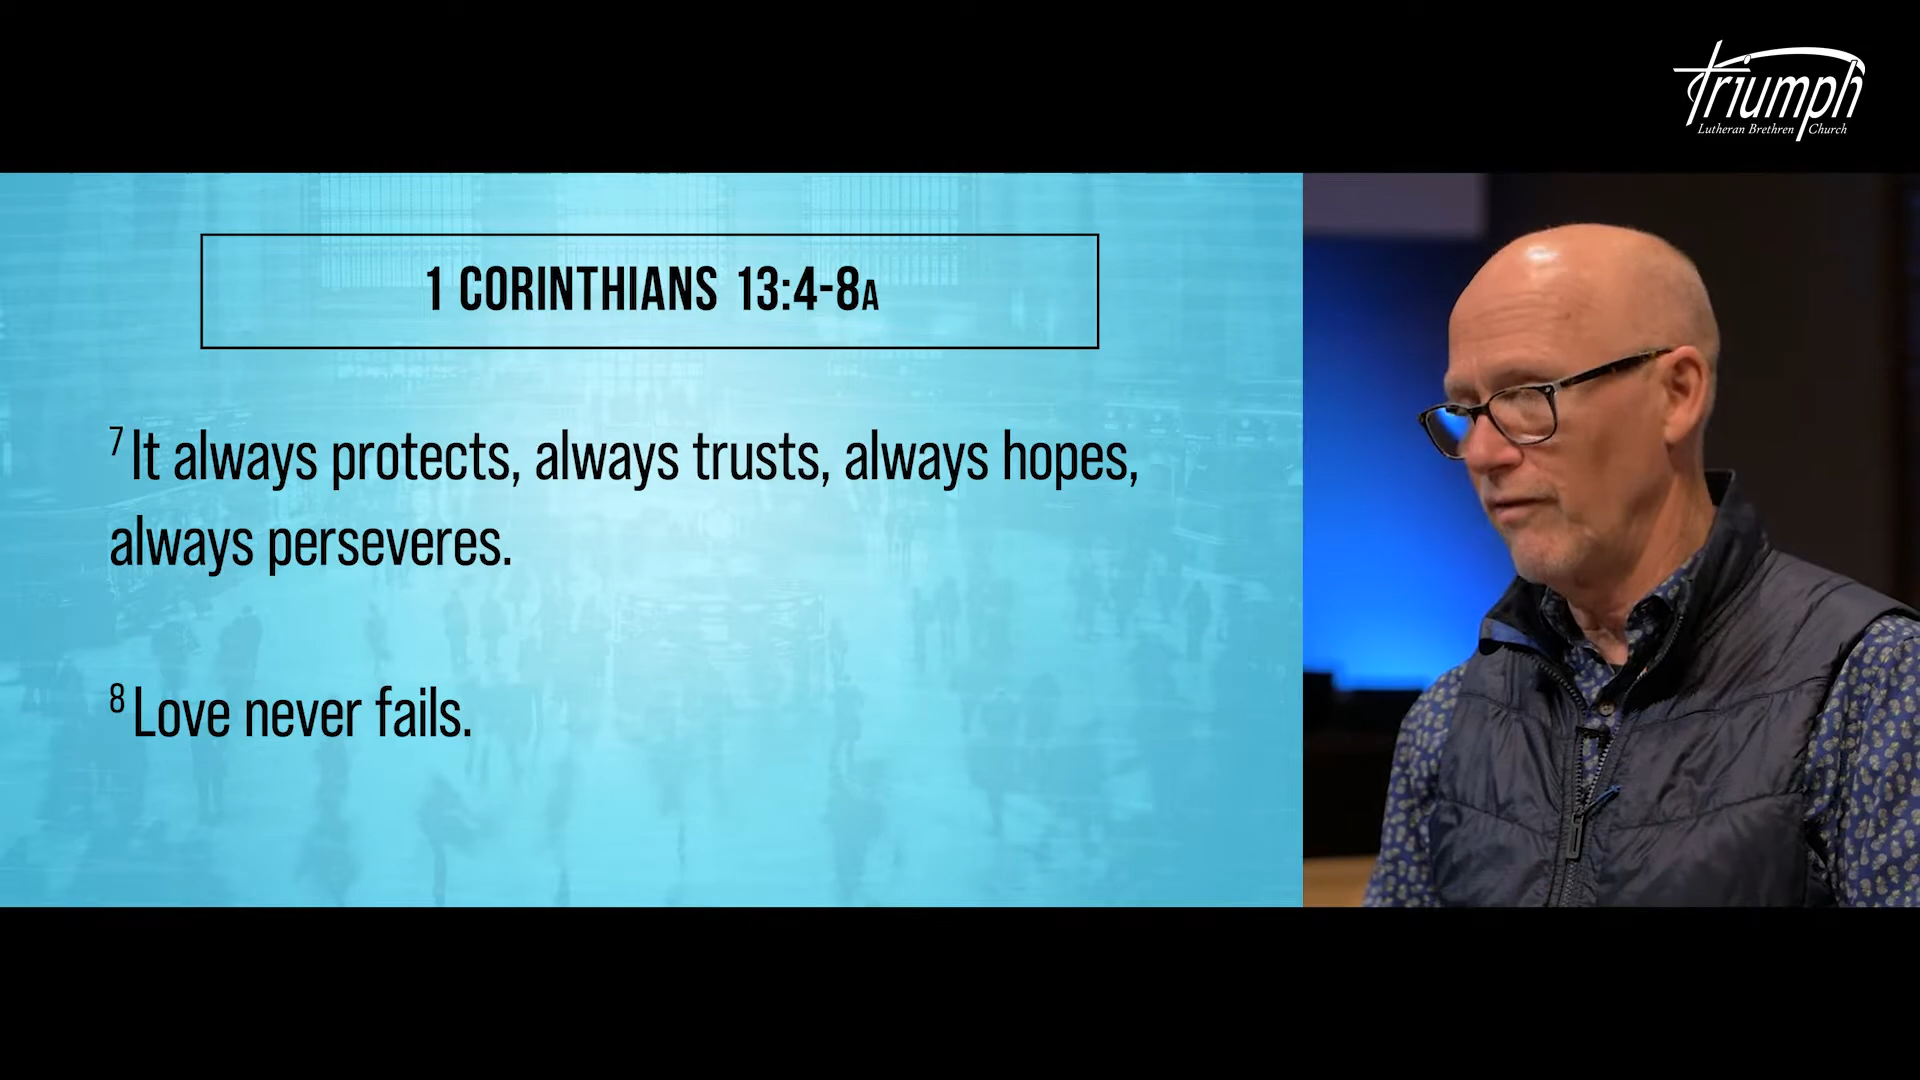 Triumph
Lutheran Brethren Church
1 CORINTHIANS 13:4-8A
7 It always protects, always trusts, always hopes,
always perseveres.
8 Love never fails.